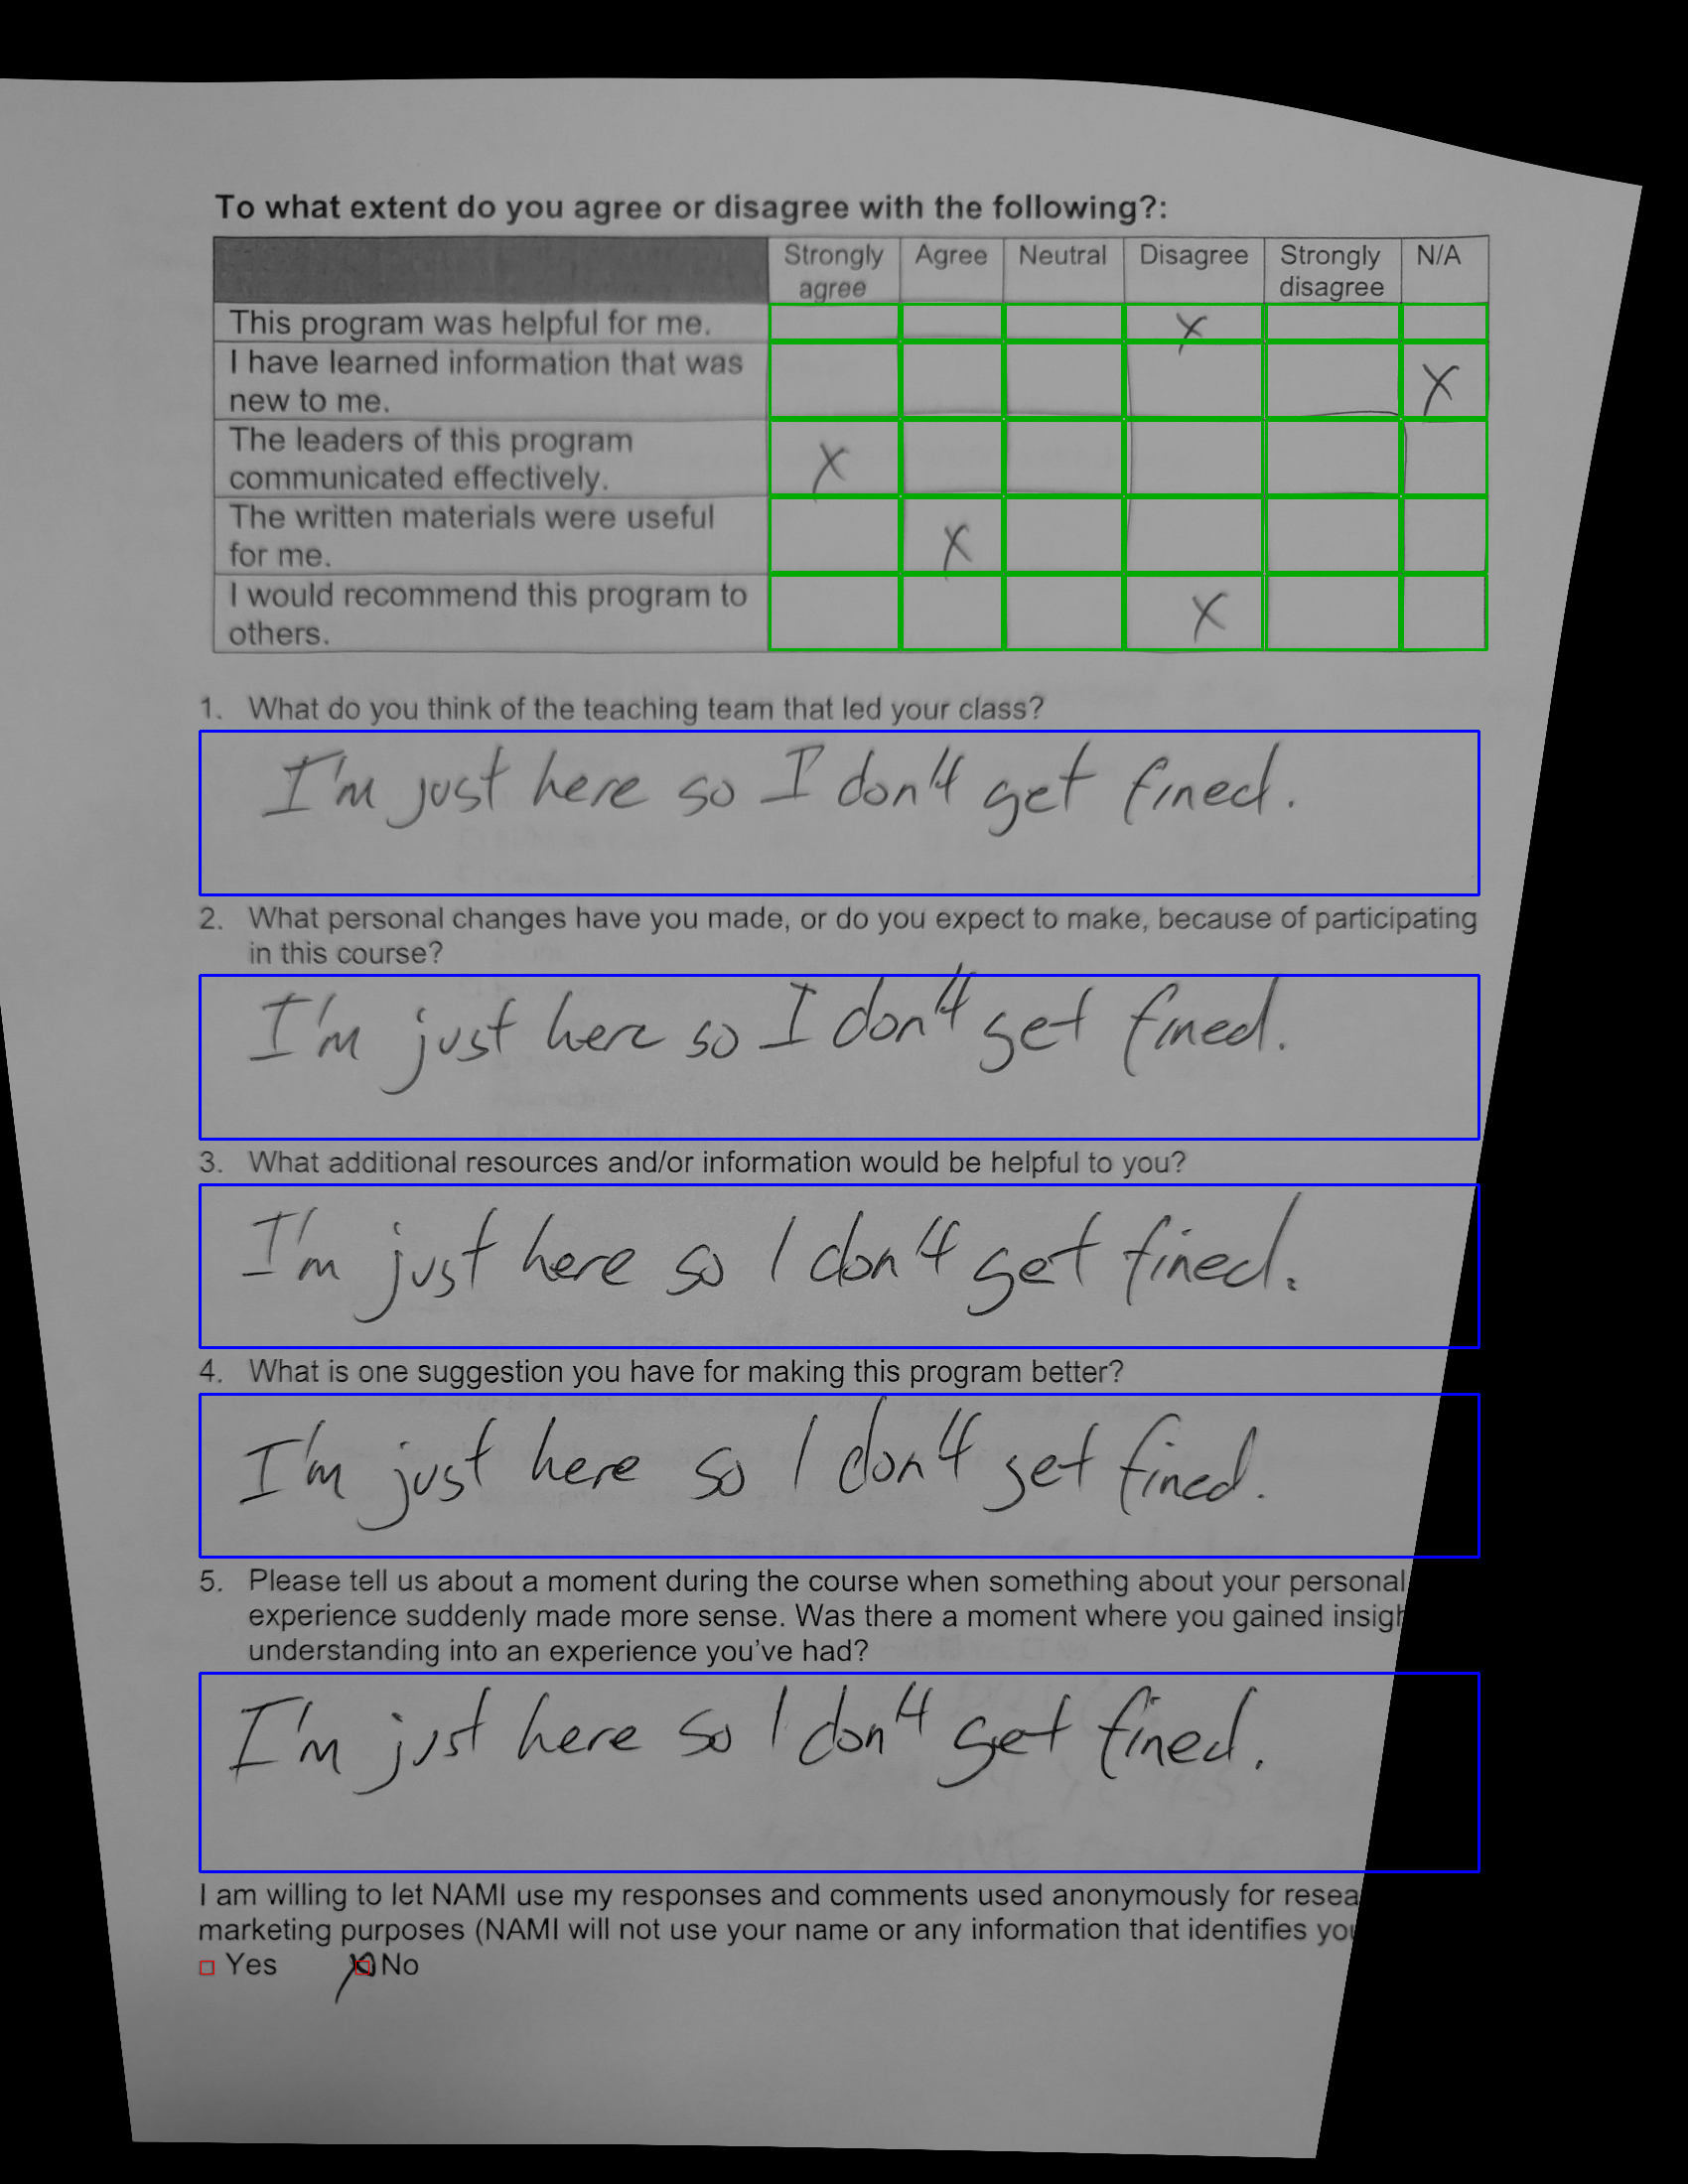 To what extent do you agree or disagree with the following?:
Strongly agree Agree Neutral Disagree Strongly disagree N/A
This program was helpful for me. X
I have learned information that was
new to me. X
The leaders of this program
communicated effectively. X
The written materials were useful
for me. X
I would recommend this program to
others. X
1. What do you think of the teaching team that led your class?
I'm just here so I don't get fined.
2. What personal changes have you made, or do you expect to make, because of participating
in this course?
I'm just here so I don't get fined.
3. What additional resources and/or information would be helpful to you?
I'm just here so I don't get fined.
4. What is one suggestion you have for making this program better?
I'm just here so I don't get fined.
5. Please tell us about a moment during the course when something about your personal
experience suddenly made more sense. Was there a moment where you gained insigh
understanding into an experience you've had?
I'm just here so I don't get fined.
I am willing to let NAMI use my responses and comments used anonymously for resea
marketing purposes (NAMI will not use your name or any information that identifies you
Yes X No